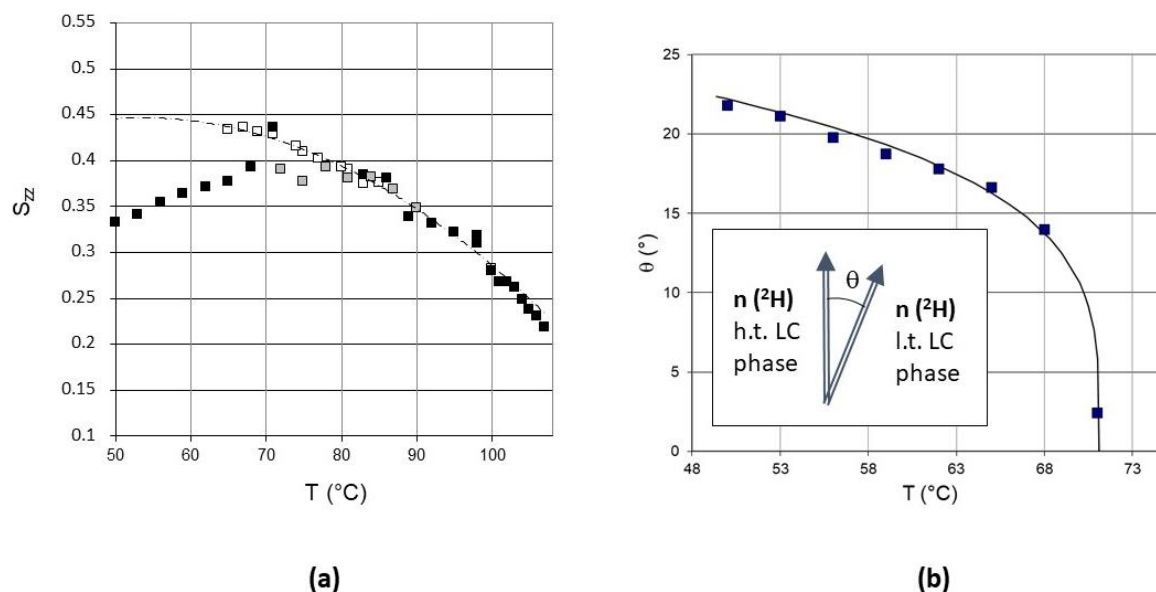 0.55
0.5
0.45
0.4
0.35
0.3
0.25
0.2
0.15
0.1
S_zz
50 60 70 80 90 100
T (°C)
(a)
25
20
15
10
5
0
θ (°)
θ
n (²H)
h.t. LC
phase
n (²H)
l.t. LC
phase
48 53 58 63 68 73
T (°C)
(b)